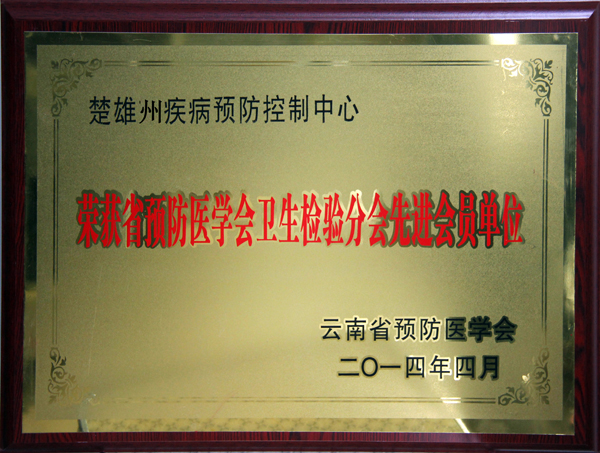 楚雄州疾病预防控制中心
荣获省预防医学会卫生检验分会先进会员单位
云南省预防医学会
二〇一四年四月